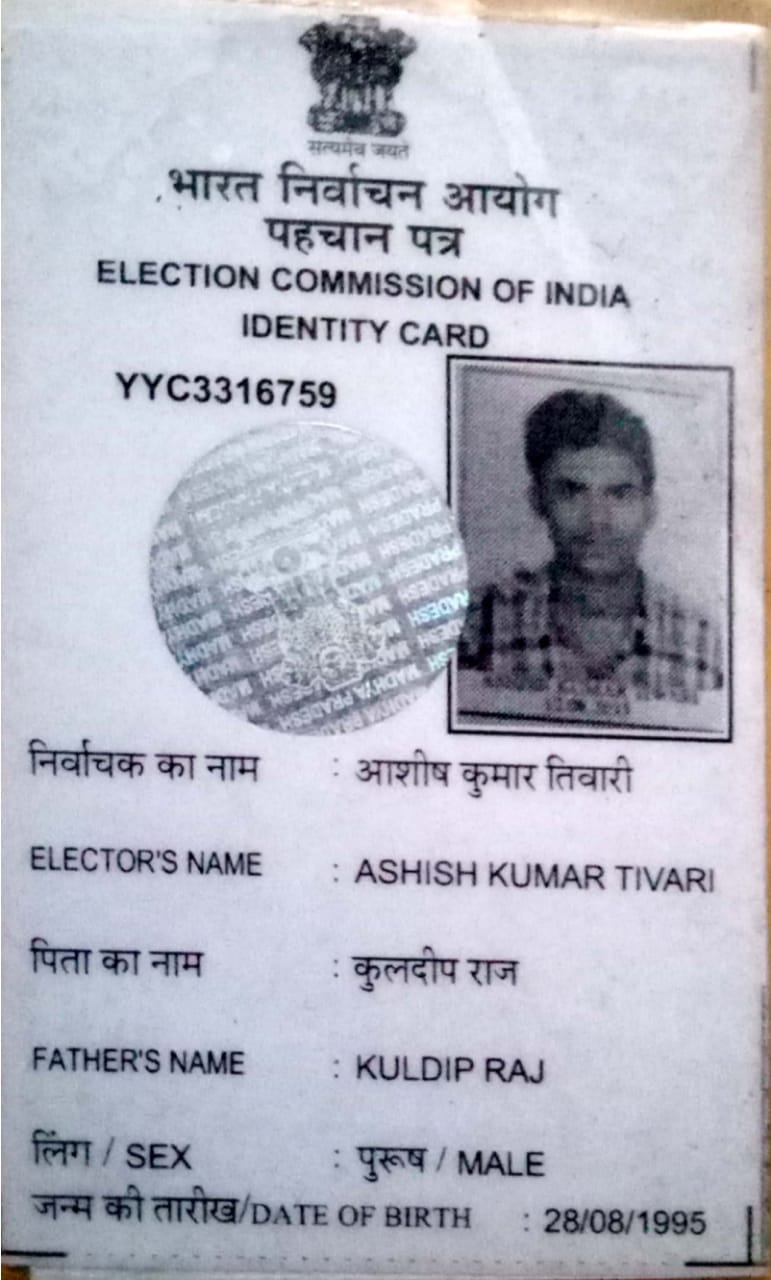 सत्यमेव जयते
भारत निर्वाचन आयोग
पहचान पत्र
ELECTION COMMISSION OF INDIA
IDENTITY CARD
YYC3316759
MADHYA PRADESH
निर्वाचक का नाम : आशीष कुमार तिवारी
ELECTOR'S NAME : ASHISH KUMAR TIVARI
पिता का नाम : कुलदीप राज
FATHER'S NAME : KULDIP RAJ
लिंग / SEX : पुरूष / MALE
जन्म की तारीख/DATE OF BIRTH : 28/08/1995